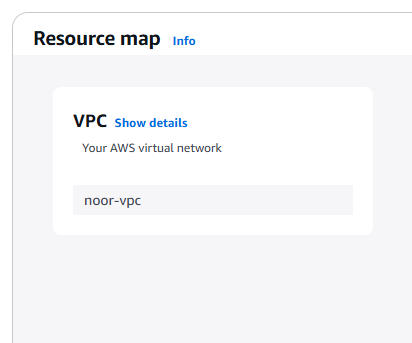 Resource map Info
VPC Show details
Your AWS virtual network
noor-vpc